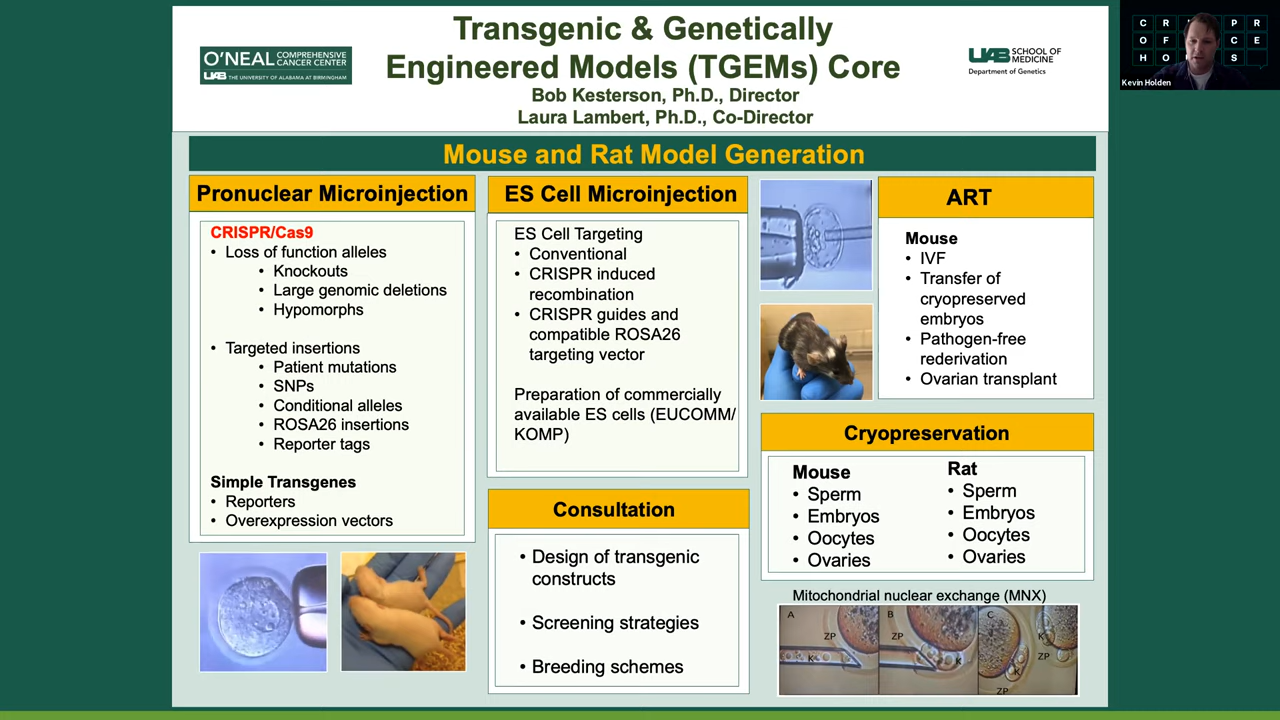 Transgenic & Genetically
Engineered Models (TGEMs) Core
Bob Kesterson, Ph.D., Director
Laura Lambert, Ph.D., Co-Director
O'NEAL COMPREHENSIVE
CANCER CENTER
UAB THE UNIVERSITY OF ALABAMA AT BIRMINGHAM
UAB SCHOOL OF
MEDICINE
Department of Genetics
C R I S P R
O F F I C E
H O U R S
Kevin Holden
Mouse and Rat Model Generation
Pronuclear Microinjection
CRISPR/Cas9
• Loss of function alleles
• Knockouts
• Large genomic deletions
• Hypomorphs
• Targeted insertions
• Patient mutations
• SNPs
• Conditional alleles
• ROSA26 insertions
• Reporter tags
Simple Transgenes
• Reporters
• Overexpression vectors
ES Cell Microinjection
ES Cell Targeting
• Conventional
• CRISPR induced
recombination
• CRISPR guides and
compatible ROSA26
targeting vector
Preparation of commercially
available ES cells (EUCOMM/
KOMP)
Consultation
• Design of transgenic
constructs
• Screening strategies
• Breeding schemes
ART
Mouse
• IVF
• Transfer of
cryopreserved
embryos
• Pathogen-free
rederivation
• Ovarian transplant
Cryopreservation
Mouse
• Sperm
• Embryos
• Oocytes
• Ovaries
Rat
• Sperm
• Embryos
• Oocytes
• Ovaries
Mitochondrial nuclear exchange (MNX)
A
ZP
K
B
ZP
K
C
K
ZP
K
ZP